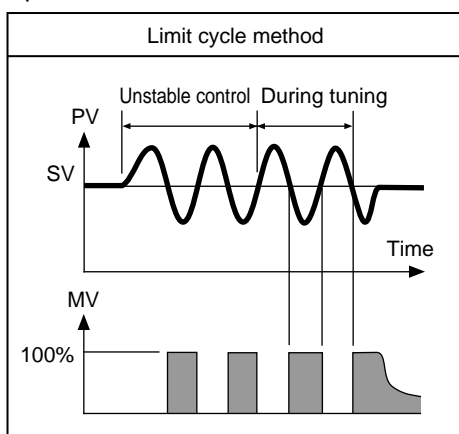 Limit cycle method
Unstable control During tuning
PV
SV
Time
MV
100%